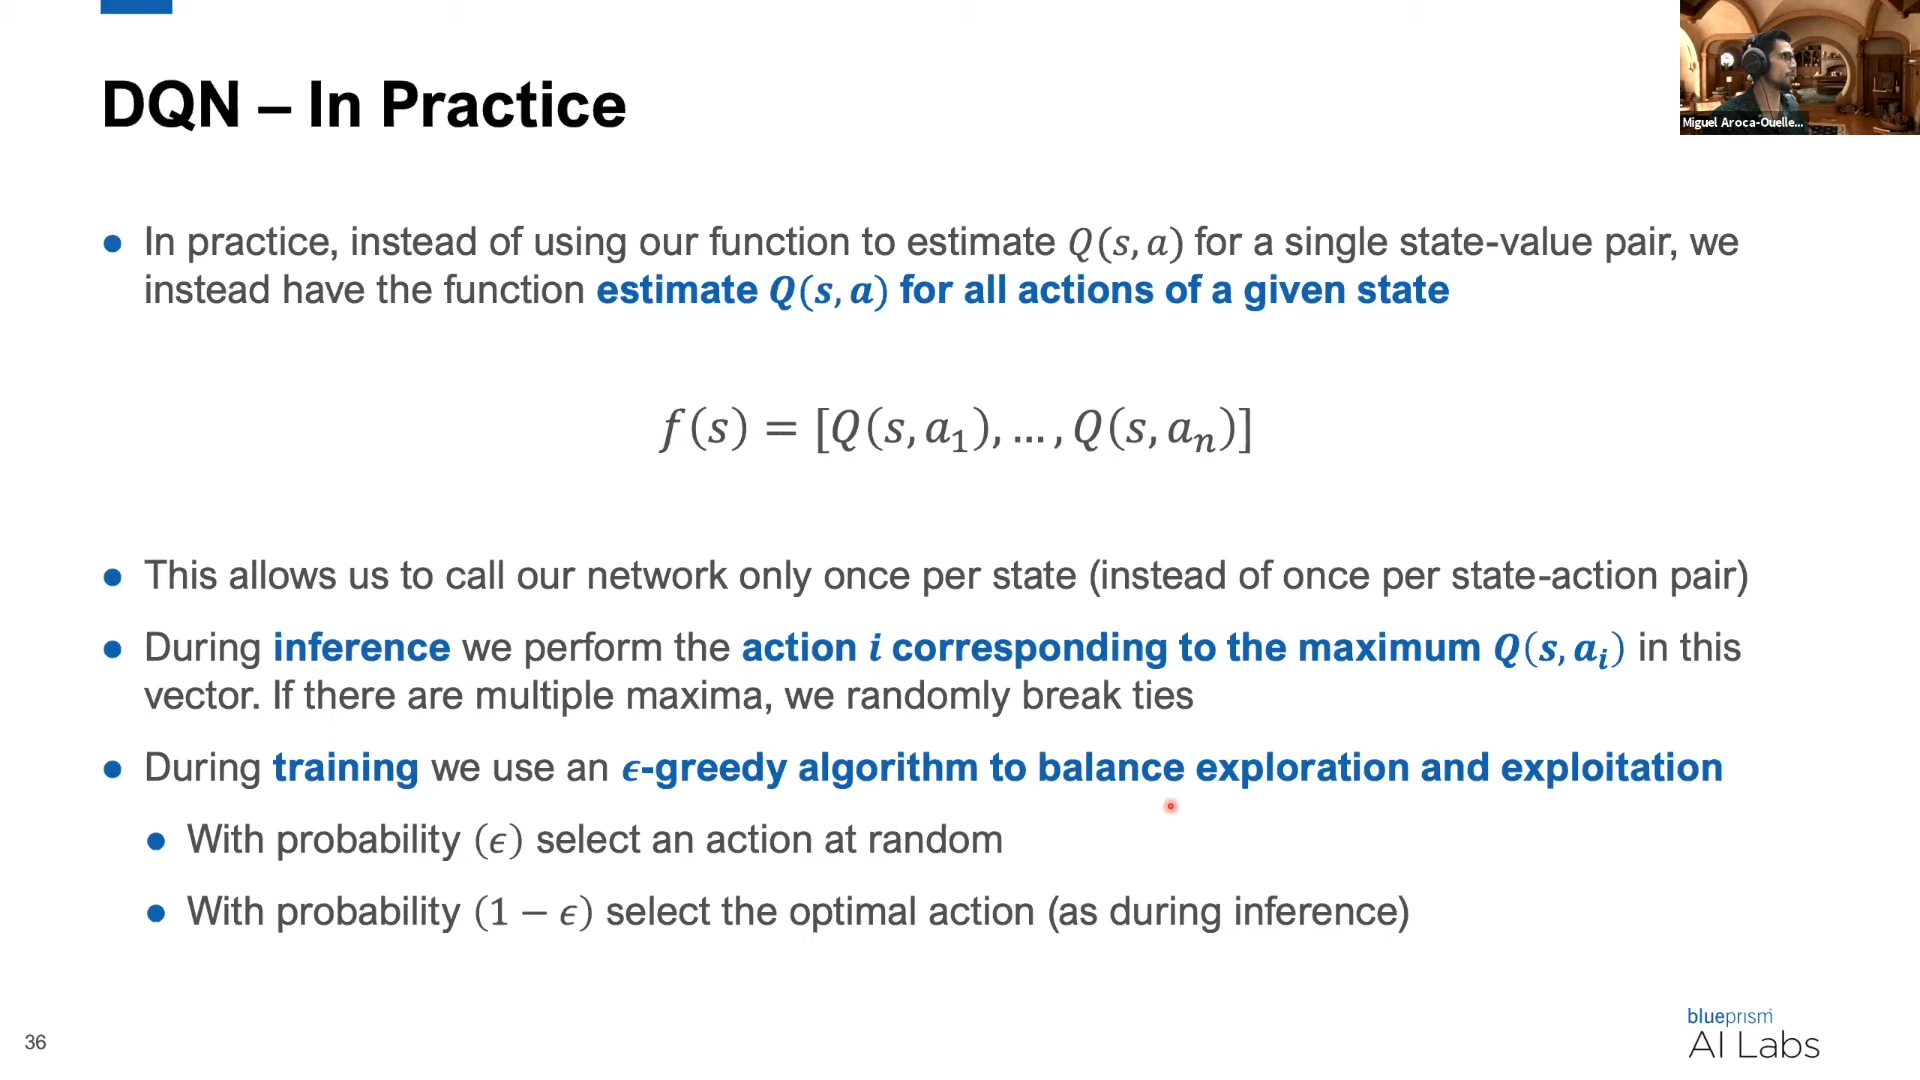 Miguel Aroca-Ouelle...
DQN – In Practice
● In practice, instead of using our function to estimate Q(s, a) for a single state-value pair, we
instead have the function estimate Q(s, a) for all actions of a given state
f(s) = [Q(s, a₁), … , Q(s, aₙ)]
● This allows us to call our network only once per state (instead of once per state-action pair)
● During inference we perform the action i corresponding to the maximum Q(s, aᵢ) in this
vector. If there are multiple maxima, we randomly break ties
● During training we use an ϵ-greedy algorithm to balance exploration and exploitation
● With probability (ϵ) select an action at random
● With probability (1 − ϵ) select the optimal action (as during inference)
36
blueprism
AI Labs